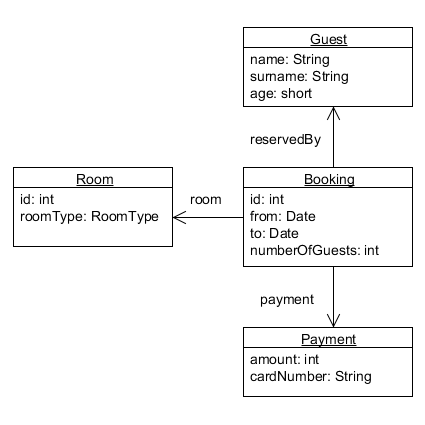 Guest
name: String
surname: String
age: short
reservedBy
Room
id: int
roomType: RoomType
room
Booking
id: int
from: Date
to: Date
numberOfGuests: int
payment
Payment
amount: int
cardNumber: String